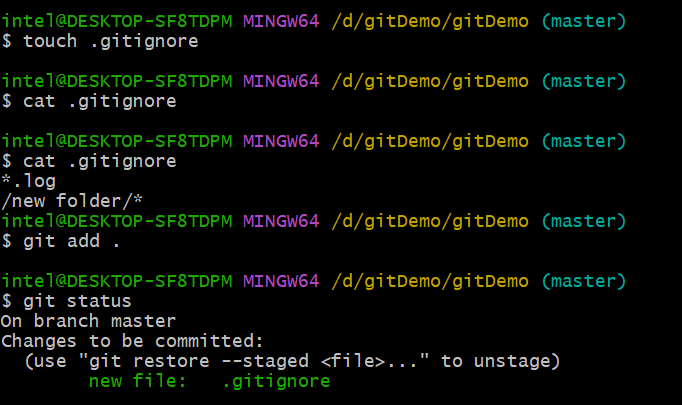 intel@DESKTOP-SF8TDPM MINGW64 /d/gitDemo/gitDemo (master)
$ touch .gitignore
intel@DESKTOP-SF8TDPM MINGW64 /d/gitDemo/gitDemo (master)
$ cat .gitignore
intel@DESKTOP-SF8TDPM MINGW64 /d/gitDemo/gitDemo (master)
$ cat .gitignore
*.log
/new folder/*
intel@DESKTOP-SF8TDPM MINGW64 /d/gitDemo/gitDemo (master)
$ git add .
intel@DESKTOP-SF8TDPM MINGW64 /d/gitDemo/gitDemo (master)
$ git status
On branch master
Changes to be committed:
  (use "git restore --staged <file>..." to unstage)
        new file:   .gitignore